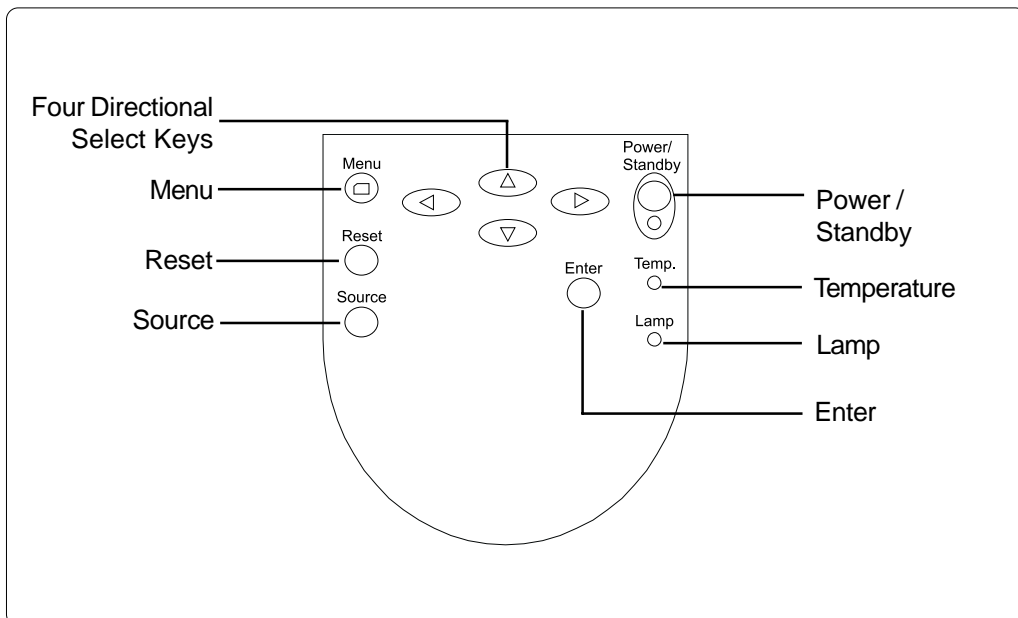 Four Directional
Select Keys
Menu
Reset
Source
Menu
Reset
Source
Power/
Standby
Enter
Temp.
Lamp
Power /
Standby
Temperature
Lamp
Enter